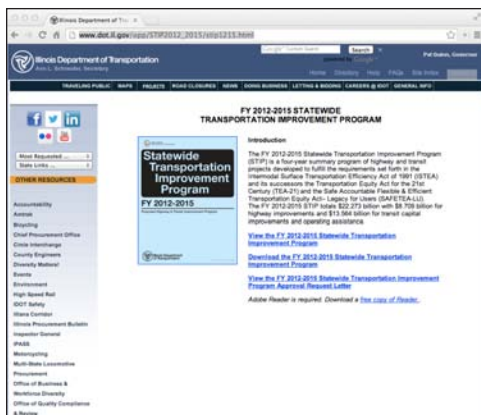 Illinois Department of Tra
www.dot.il.gov/opp/STIP2012_2015/stip1215.html
Search
Illinois Department of Transportation
Ann L. Schneider, Secretary
Pat Quinn, Governor
Home Directory Help FAQs Site Index
TRAVELING PUBLIC MAPS PROJECTS ROAD CLOSURES NEWS DOING BUSINESS LETTING & BIDDING CAREERS @ IDOT GENERAL INFO
Most Requested ...
State Links ...
OTHER RESOURCES
Accountability
Amtrak
Bicycling
Chief Procurement Office
Circle Interchange
County Engineers
Diversity Matters!
Events
Environment
High Speed Rail
IDOT Safety
Illiana Corridor
Illinois Procurement Bulletin
Inspector General
IPASS
Motorcycling
Multi-State Locomotive
Procurement
Office of Business &
Workforce Diversity
Office of Quality Compliance
& Review
FY 2012-2015 STATEWIDE
TRANSPORTATION IMPROVEMENT PROGRAM
Statewide
Transportation
Improvement
Program
FY 2012-2015
Introduction
The FY 2012-2015 Statewide Transportation Improvement Program
(STIP) is a four-year summary program of highway and transit
projects developed to fulfill the requirements set forth in the
Intermodal Surface Transportation Efficiency Act of 1991 (ISTEA)
and its successors the Transportation Equity Act for the 21st
Century (TEA-21) and the Safe Accountable Flexible & Efficient
Transportation Equity Act– Legacy for Users (SAFETEA-LU).
The FY 2012-2015 STIP totals $22.273 billion with $8.709 billion for
highway improvements and $13.564 billion for transit capital
improvements and operating assistance.
View the FY 2012-2015 Statewide Transportation
Improvement Program
Download the FY 2012-2015 Statewide Transportation
Improvement Program
View the FY 2012-2015 Statewide Transportation Improvement
Program Approval Request Letter
Adobe Reader is required. Download a free copy of Reader.